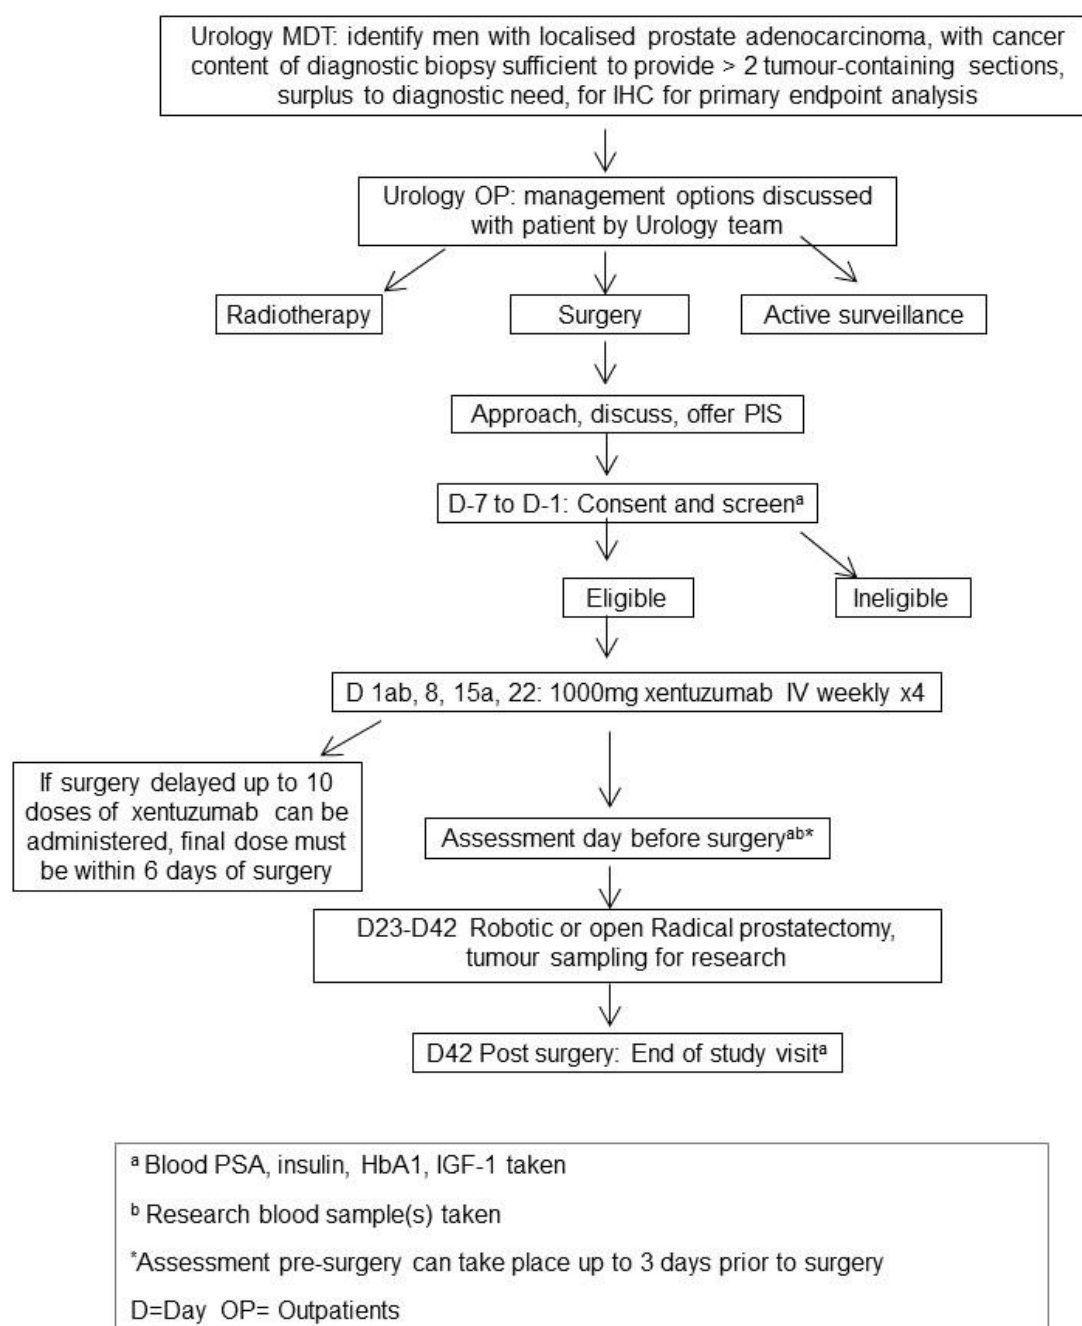 Urology MDT: identify men with localised prostate adenocarcinoma, with cancer
content of diagnostic biopsy sufficient to provide > 2 tumour-containing sections,
surplus to diagnostic need, for IHC for primary endpoint analysis
Urology OP: management options discussed
with patient by Urology team
Radiotherapy
Surgery
Active surveillance
Approach, discuss, offer PIS
D-7 to D-1: Consent and screenᵃ
Eligible
Ineligible
D 1ab, 8, 15a, 22: 1000mg xentuzumab IV weekly x4
If surgery delayed up to 10
doses of xentuzumab can be
administered, final dose must
be within 6 days of surgery
Assessment day before surgeryᵃᵇ*
D23-D42 Robotic or open Radical prostatectomy,
tumour sampling for research
D42 Post surgery: End of study visitᵃ
ᵃ Blood PSA, insulin, HbA1, IGF-1 taken
ᵇ Research blood sample(s) taken
*Assessment pre-surgery can take place up to 3 days prior to surgery
D=Day OP= Outpatients